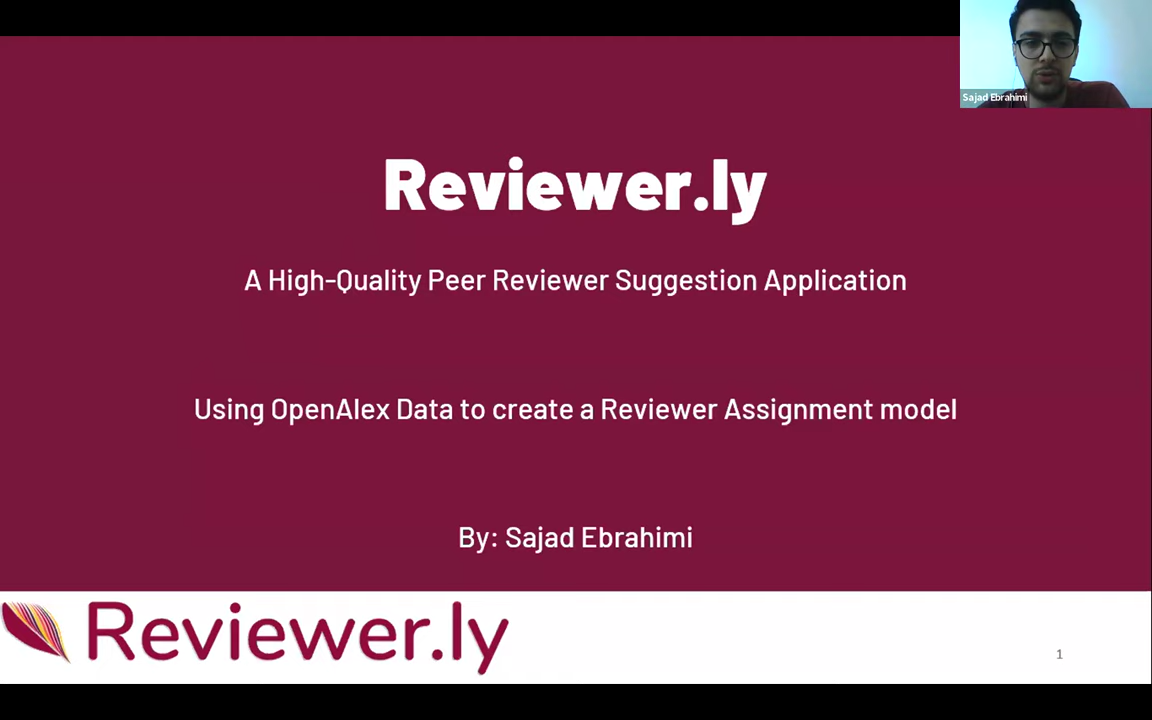 Sajad Ebrahimi
Reviewer.ly
A High-Quality Peer Reviewer Suggestion Application
Using OpenAlex Data to create a Reviewer Assignment model
By: Sajad Ebrahimi
Reviewer.ly
1